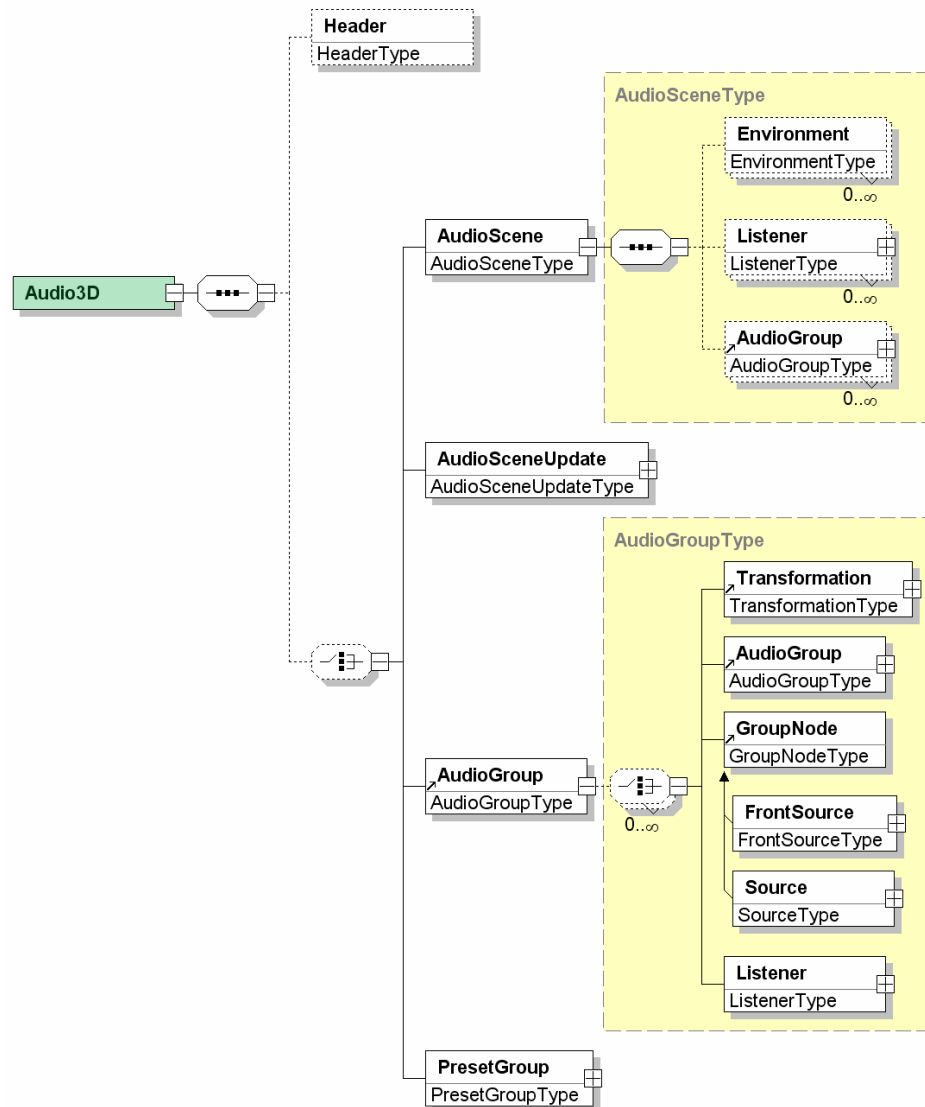 Header
HeaderType
AudioSceneType
Environment
EnvironmentType
0..∞
AudioScene
AudioSceneType
Listener
ListenerType
0..∞
Audio3D
AudioGroup
AudioGroupType
0..∞
AudioSceneUpdate
AudioSceneUpdateType
AudioGroupType
Transformation
TransformationType
AudioGroup
AudioGroupType
GroupNode
GroupNodeType
AudioGroup
AudioGroupType
0..∞
FrontSource
FrontSourceType
Source
SourceType
Listener
ListenerType
PresetGroup
PresetGroupType